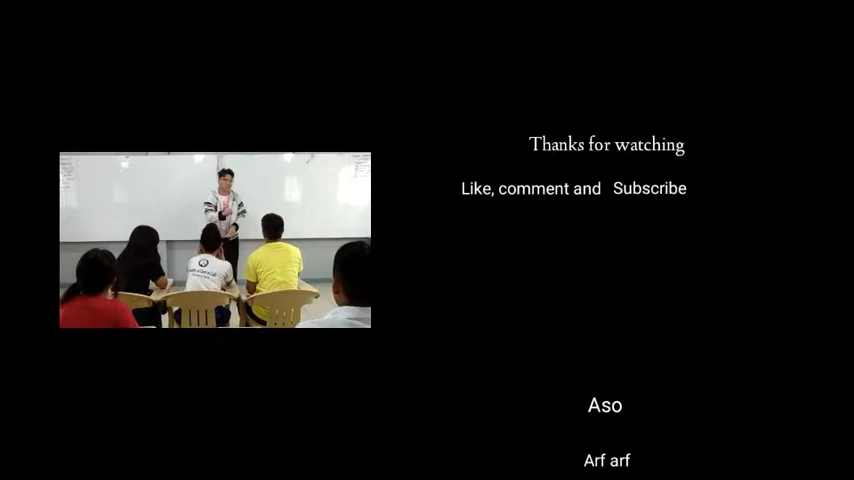 Thanks for watching
Like, comment and Subscribe
Aso
Arf arf